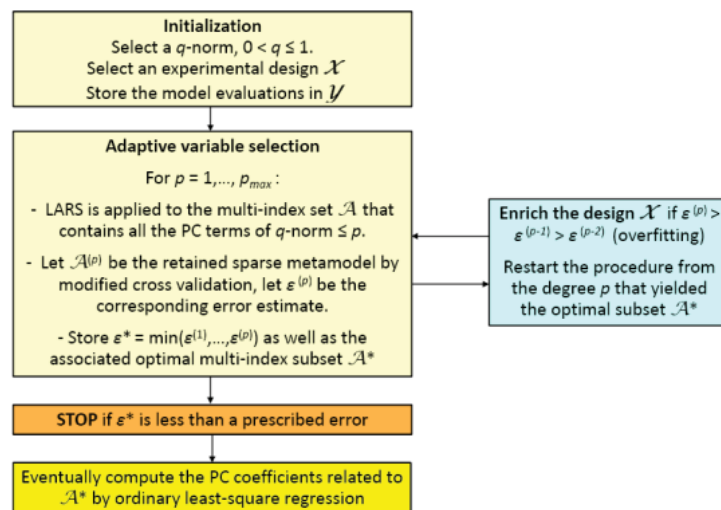 Initialization
Select a q-norm, 0 < q ≤ 1.
Select an experimental design 𝒳
Store the model evaluations in 𝒴
Adaptive variable selection
For p = 1,..., pmax :
- LARS is applied to the multi-index set 𝒜 that
contains all the PC terms of q-norm ≤ p.
- Let 𝒜(p) be the retained sparse metamodel by
modified cross validation, let ε(p) be the
corresponding error estimate.
- Store ε* = min(ε(1),...,ε(p)) as well as the
associated optimal multi-index subset 𝒜*
Enrich the design 𝒳 if ε(p) >
ε(p-1) > ε(p-2) (overfitting)
Restart the procedure from
the degree p that yielded
the optimal subset 𝒜*
STOP if ε* is less than a prescribed error
Eventually compute the PC coefficients related to
𝒜* by ordinary least-square regression